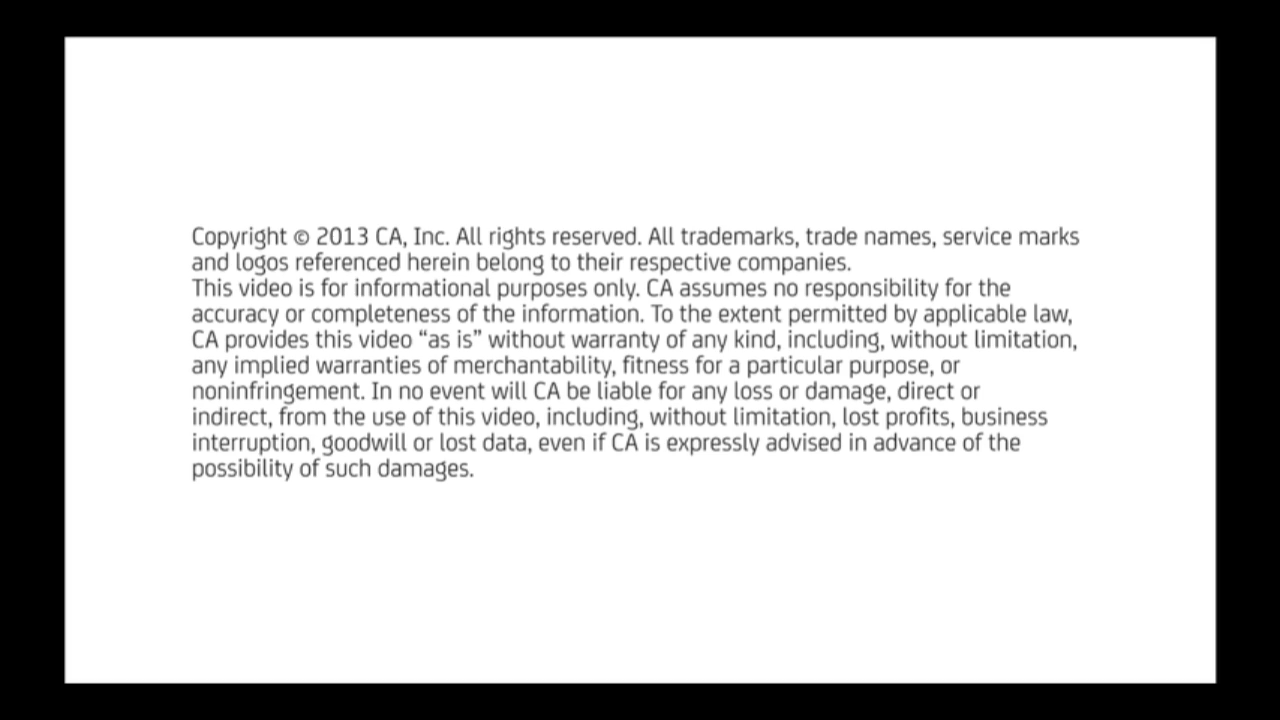 Copyright © 2013 CA, Inc. All rights reserved. All trademarks, trade names, service marks
and logos referenced herein belong to their respective companies.
This video is for informational purposes only. CA assumes no responsibility for the
accuracy or completeness of the information. To the extent permitted by applicable law,
CA provides this video “as is” without warranty of any kind, including, without limitation,
any implied warranties of merchantability, fitness for a particular purpose, or
noninfringement. In no event will CA be liable for any loss or damage, direct or
indirect, from the use of this video, including, without limitation, lost profits, business
interruption, goodwill or lost data, even if CA is expressly advised in advance of the
possibility of such damages.